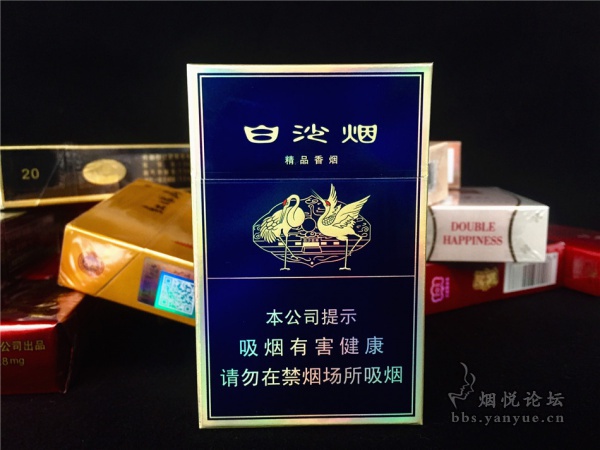 白沙烟
精品香烟
本公司提示
吸烟有害健康
请勿在禁烟场所吸烟
20
DOUBLE
HAPPINESS
公司出品
8mg
烟悦论坛
bbs.yanyue.cn